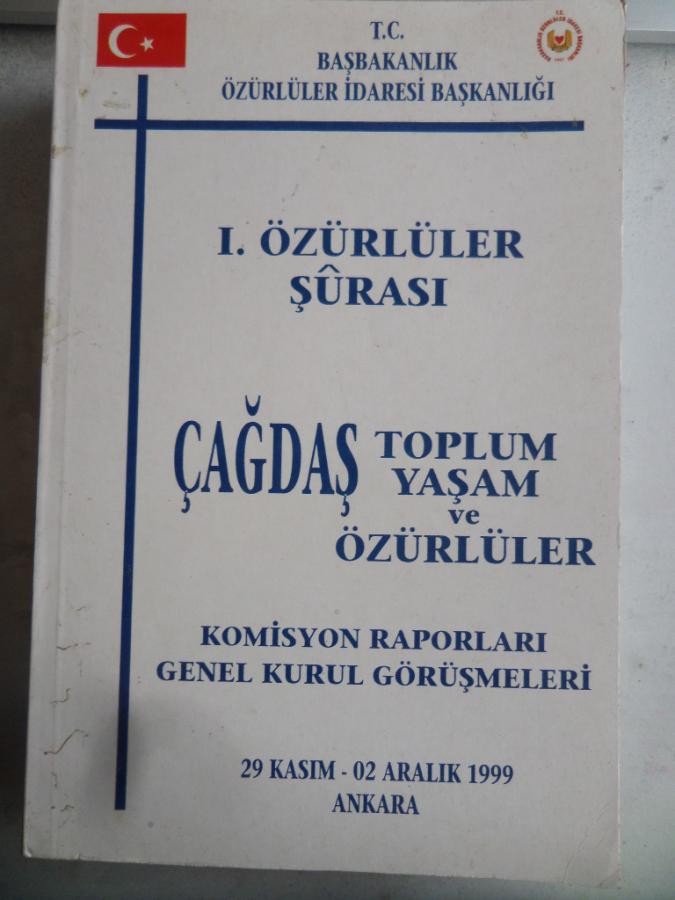 T.C.
BAŞBAKANLIK
ÖZÜRLÜLER İDARESİ BAŞKANLIĞI
I. ÖZÜRLÜLER
ŞÛRASI
ÇAĞDAŞ TOPLUM
YAŞAM
ve
ÖZÜRLÜLER
KOMİSYON RAPORLARI
GENEL KURUL GÖRÜŞMELERİ
29 KASIM - 02 ARALIK 1999
ANKARA